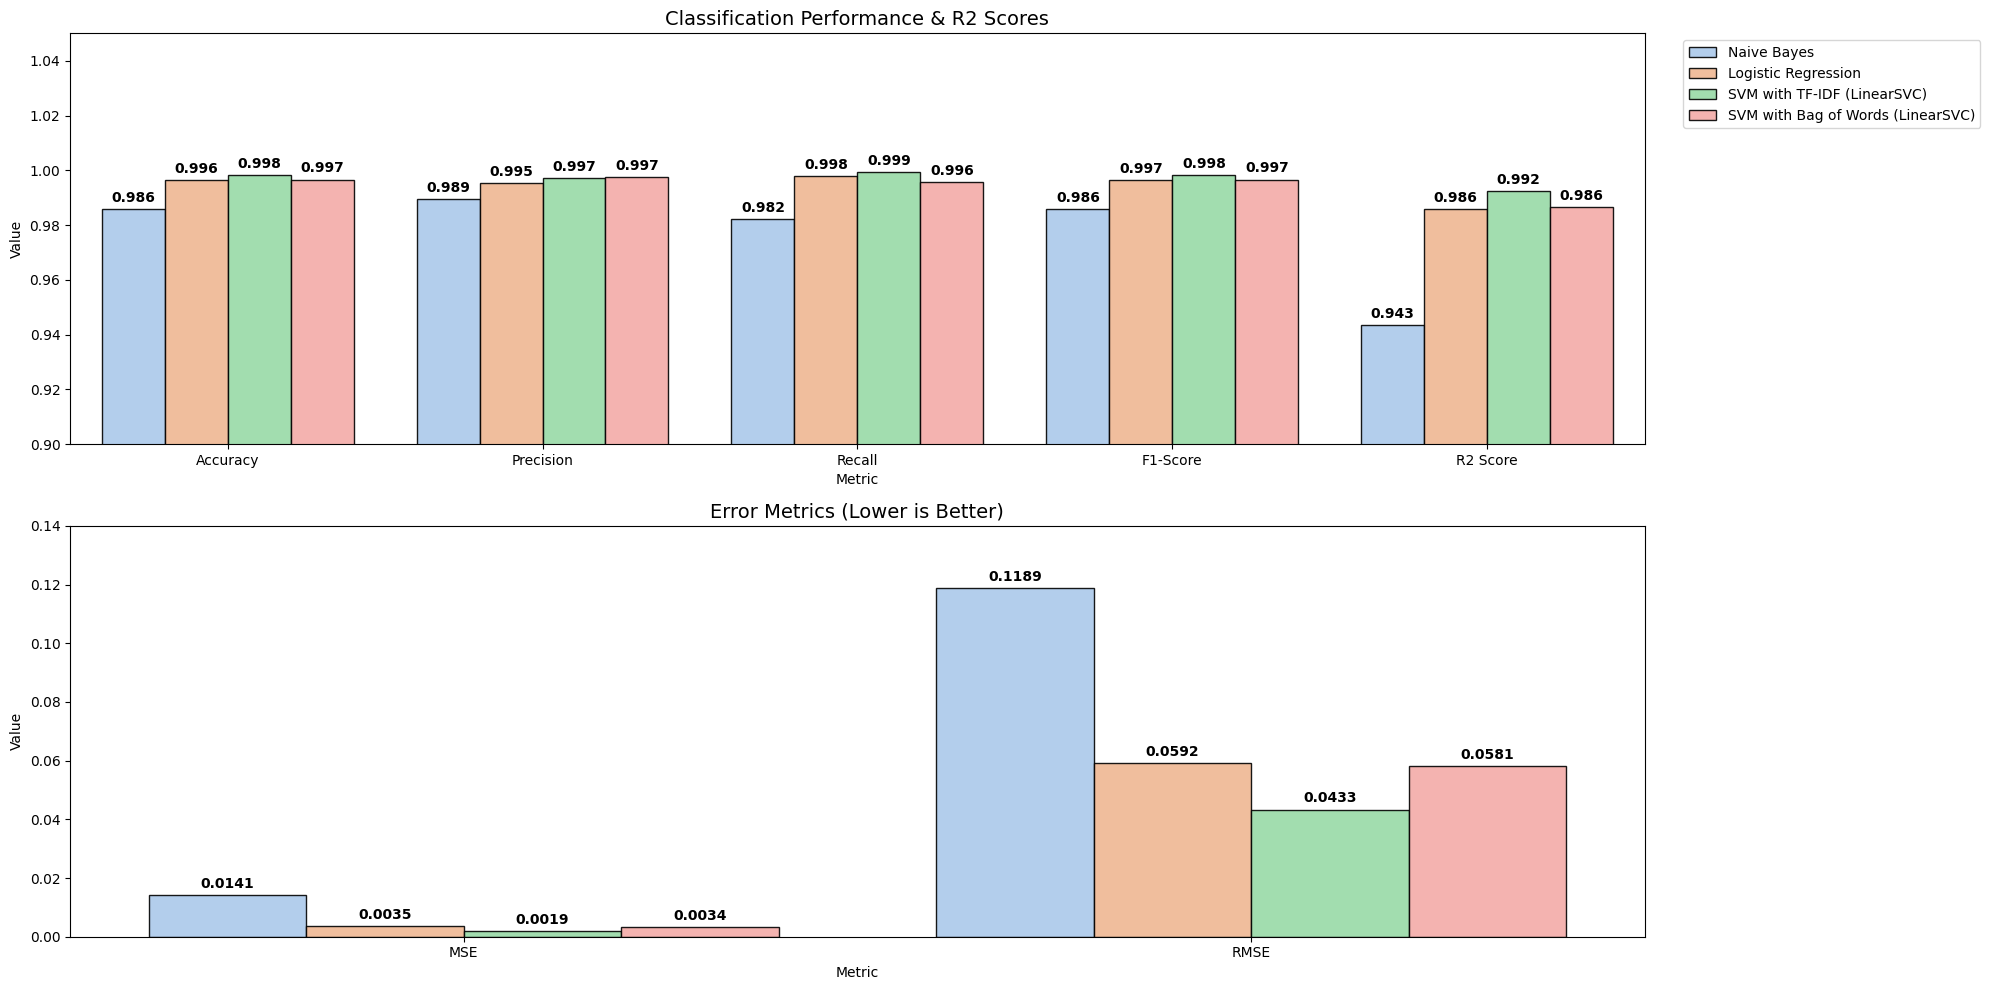 Classification Performance & R2 Scores
1.04
1.02
1.00
0.98
0.96
0.94
0.92
0.90
Value
0.986
0.996
0.998
0.997
0.989
0.995
0.997
0.997
0.982
0.998
0.999
0.996
0.986
0.997
0.998
0.997
0.943
0.986
0.992
0.986
Accuracy
Precision
Recall
F1-Score
R2 Score
Metric
Naive Bayes
Logistic Regression
SVM with TF-IDF (LinearSVC)
SVM with Bag of Words (LinearSVC)
Error Metrics (Lower is Better)
0.14
0.12
0.10
0.08
0.06
0.04
0.02
0.00
Value
0.0141
0.0035
0.0019
0.0034
0.1189
0.0592
0.0433
0.0581
MSE
RMSE
Metric